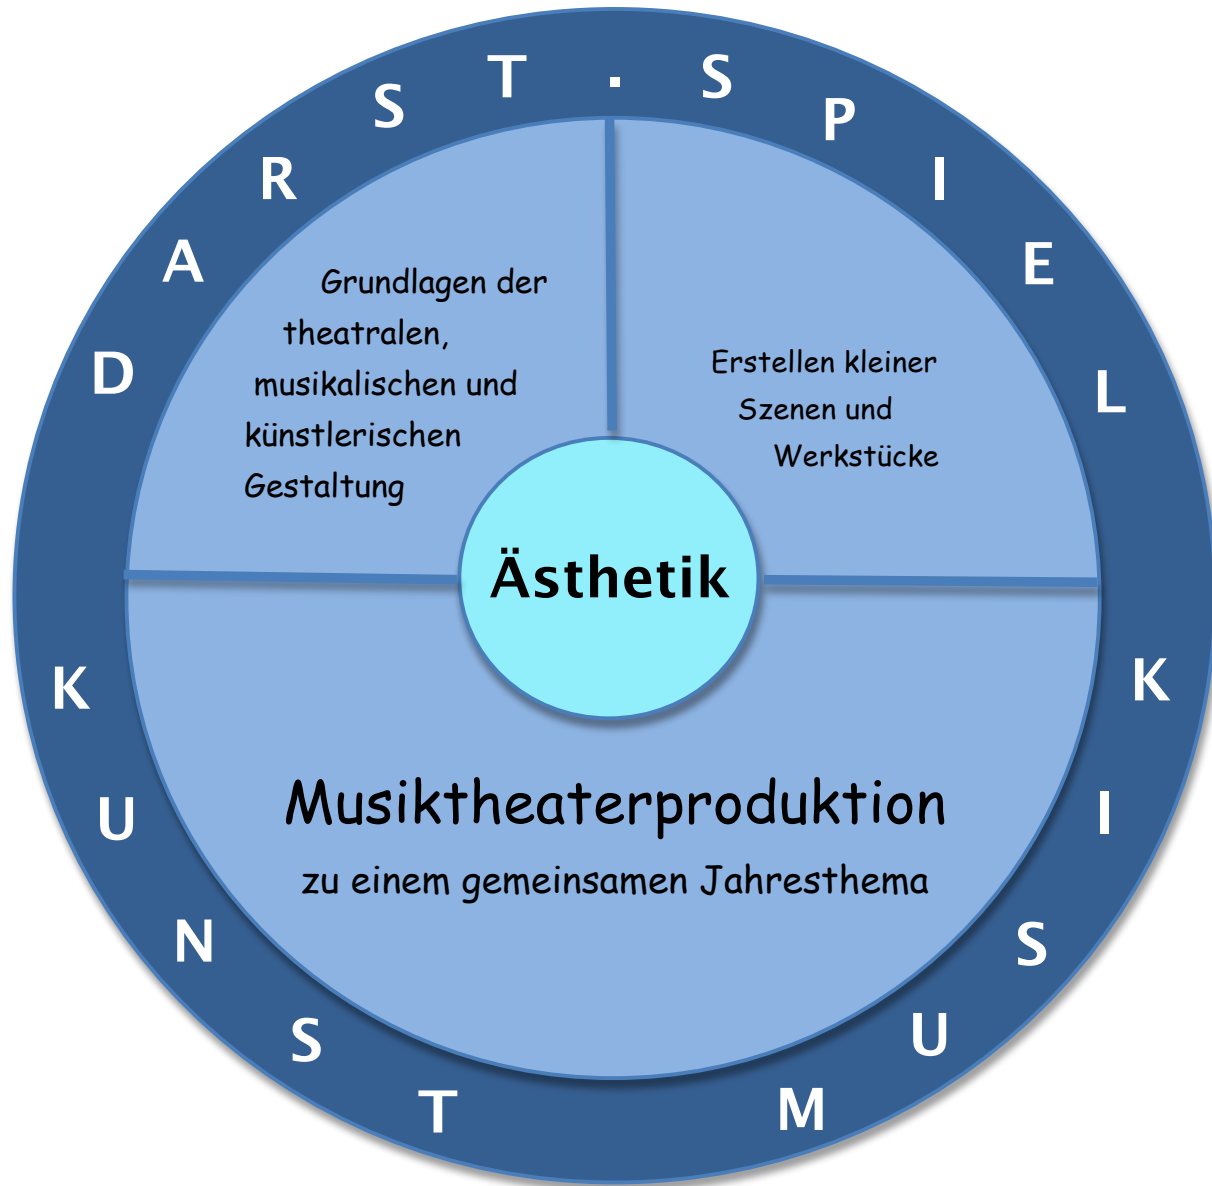 DARST.SPIEL
Grundlagen der
theatralen,
musikalischen und
künstlerischen
Gestaltung
Erstellen kleiner
Szenen und
Werkstücke
Ästhetik
Musiktheaterproduktion
zu einem gemeinsamen Jahresthema
KUNST
MUSIK